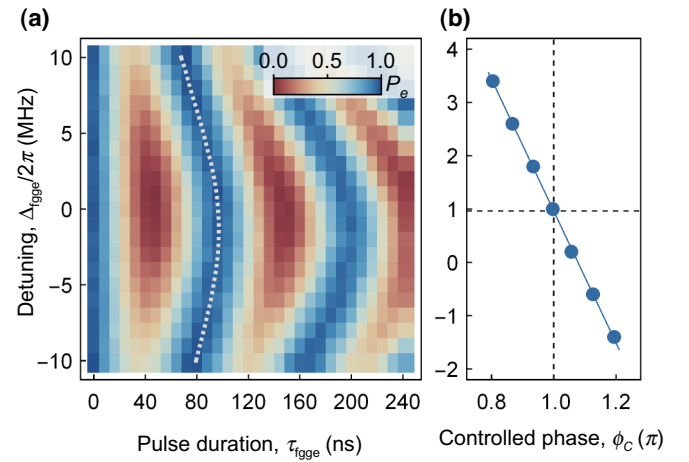 (a)
(b)
0.0 0.5 1.0
P_e
10
5
0
−5
−10
Detuning, Δ_fgge/2π (MHz)
0 40 80 120 160 200 240
Pulse duration, τ_fgge (ns)
4
3
2
1
0
−1
−2
0.8 1.0 1.2
Controlled phase, ϕ_C (π)